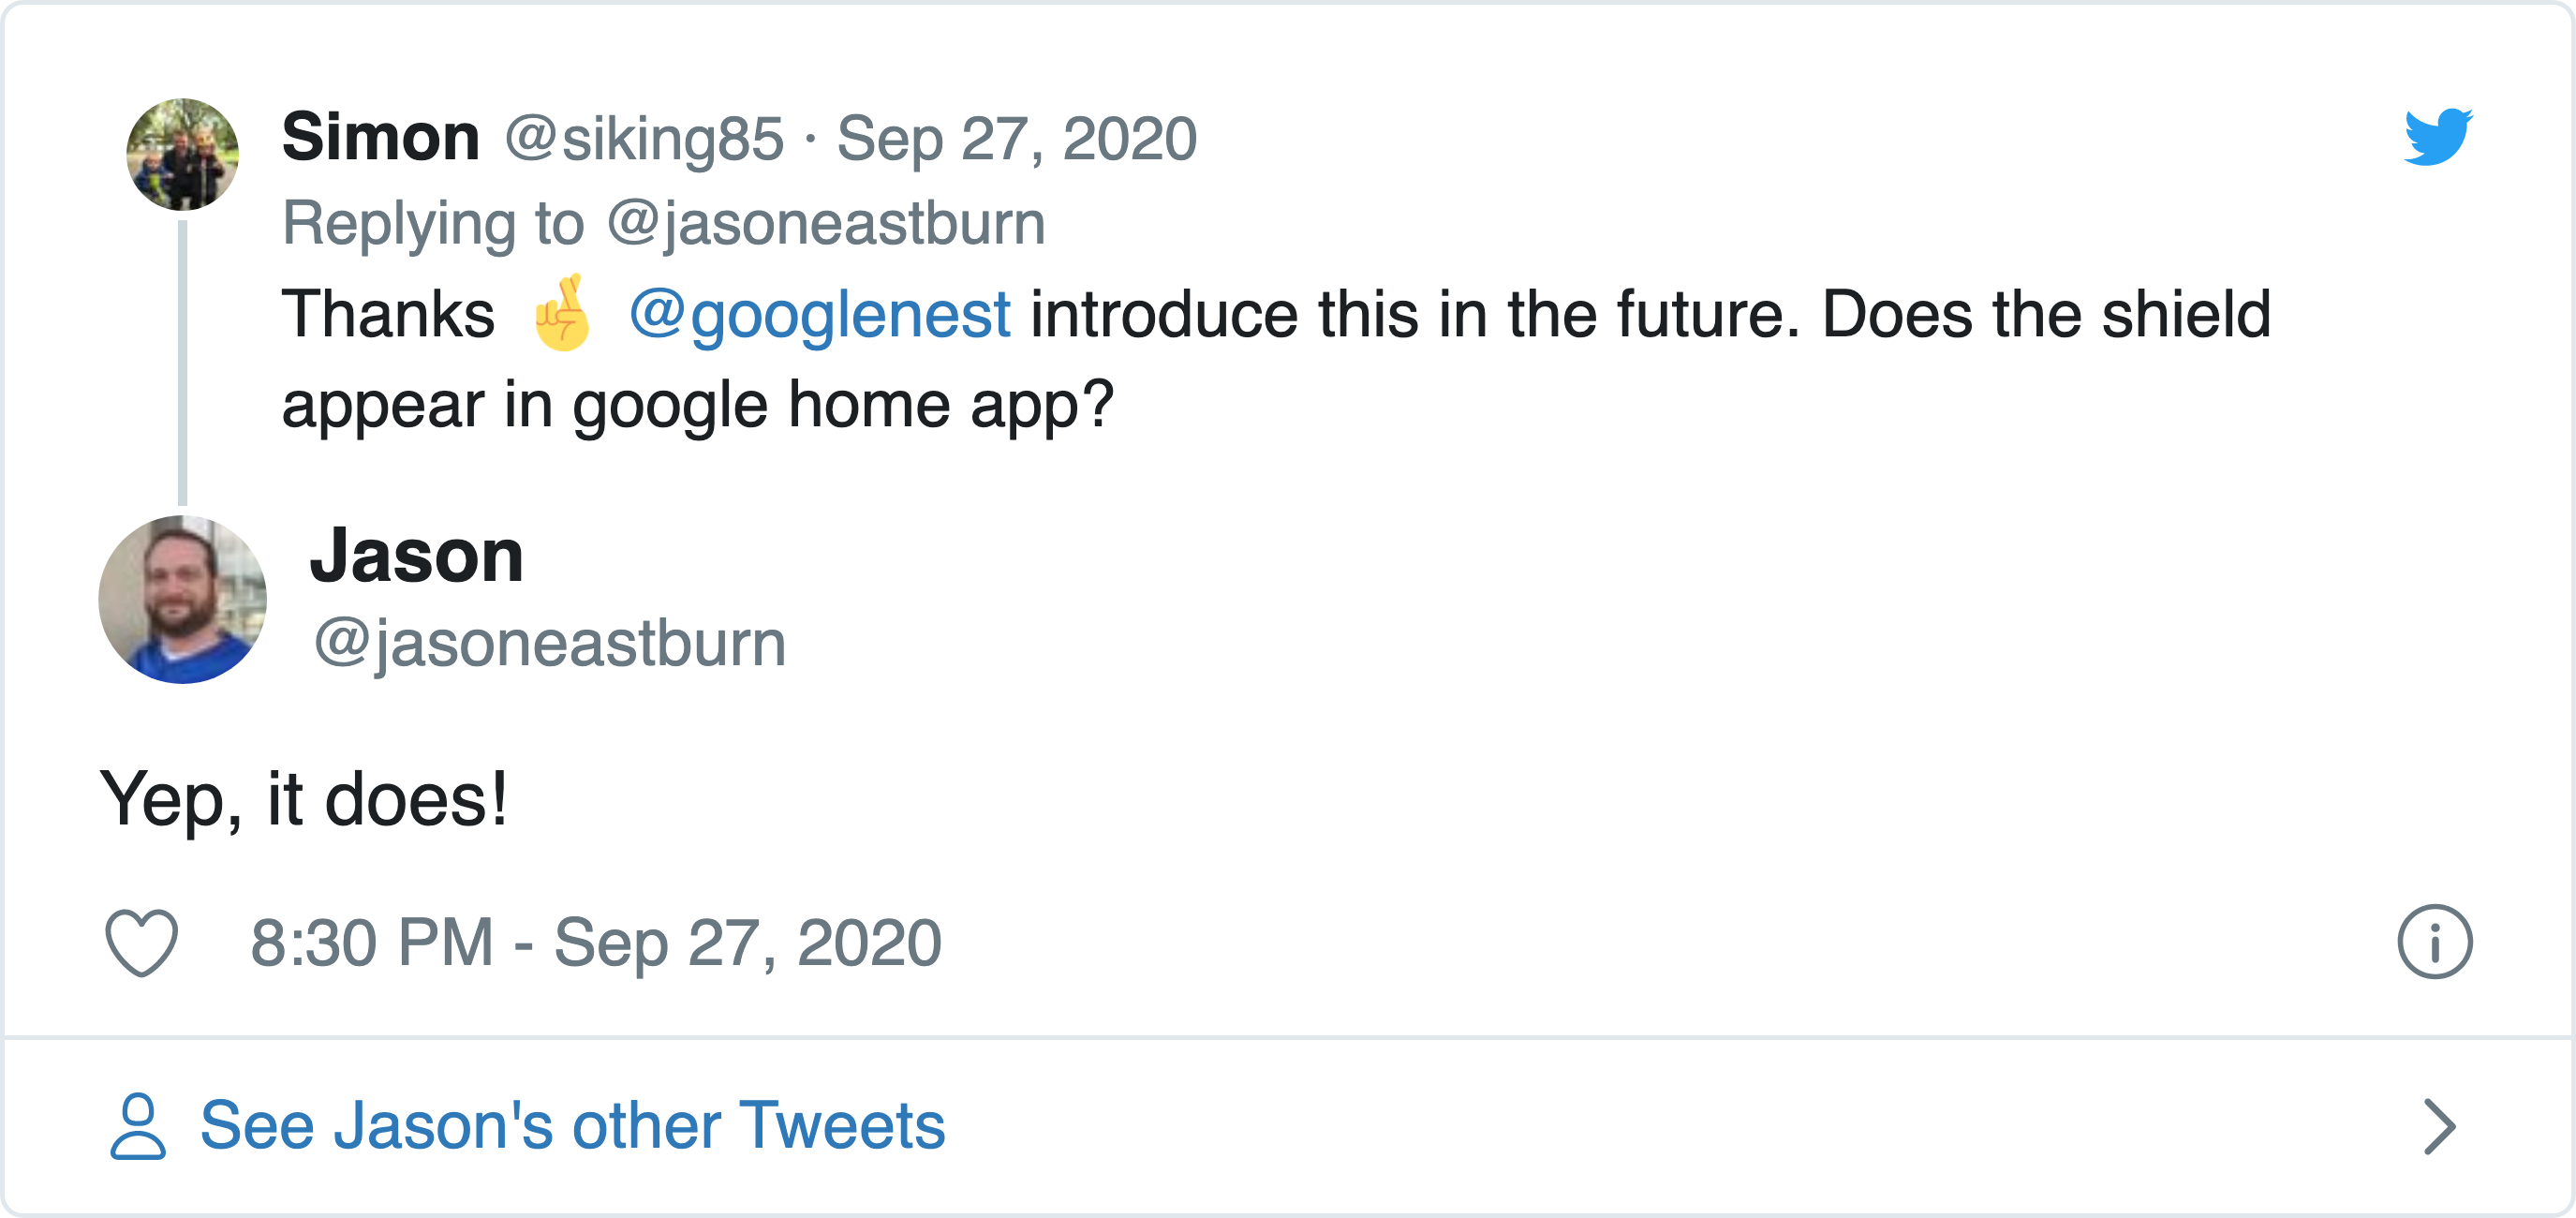 Simon @siking85 · Sep 27, 2020
Replying to @jasoneastburn
Thanks 🤞 @googlenest introduce this in the future. Does the shield
appear in google home app?
Jason
@jasoneastburn
Yep, it does!
8:30 PM - Sep 27, 2020
See Jason's other Tweets